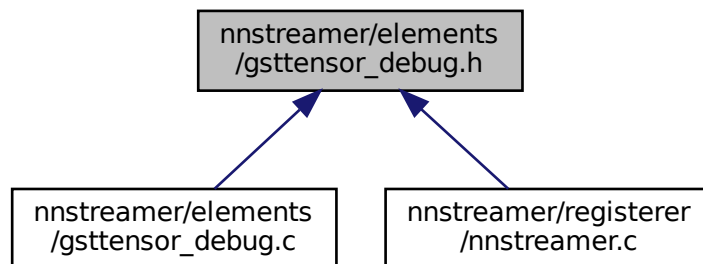 nnstreamer/elements
/gsttensor_debug.h
nnstreamer/elements
/gsttensor_debug.c
nnstreamer/registerer
/nnstreamer.c